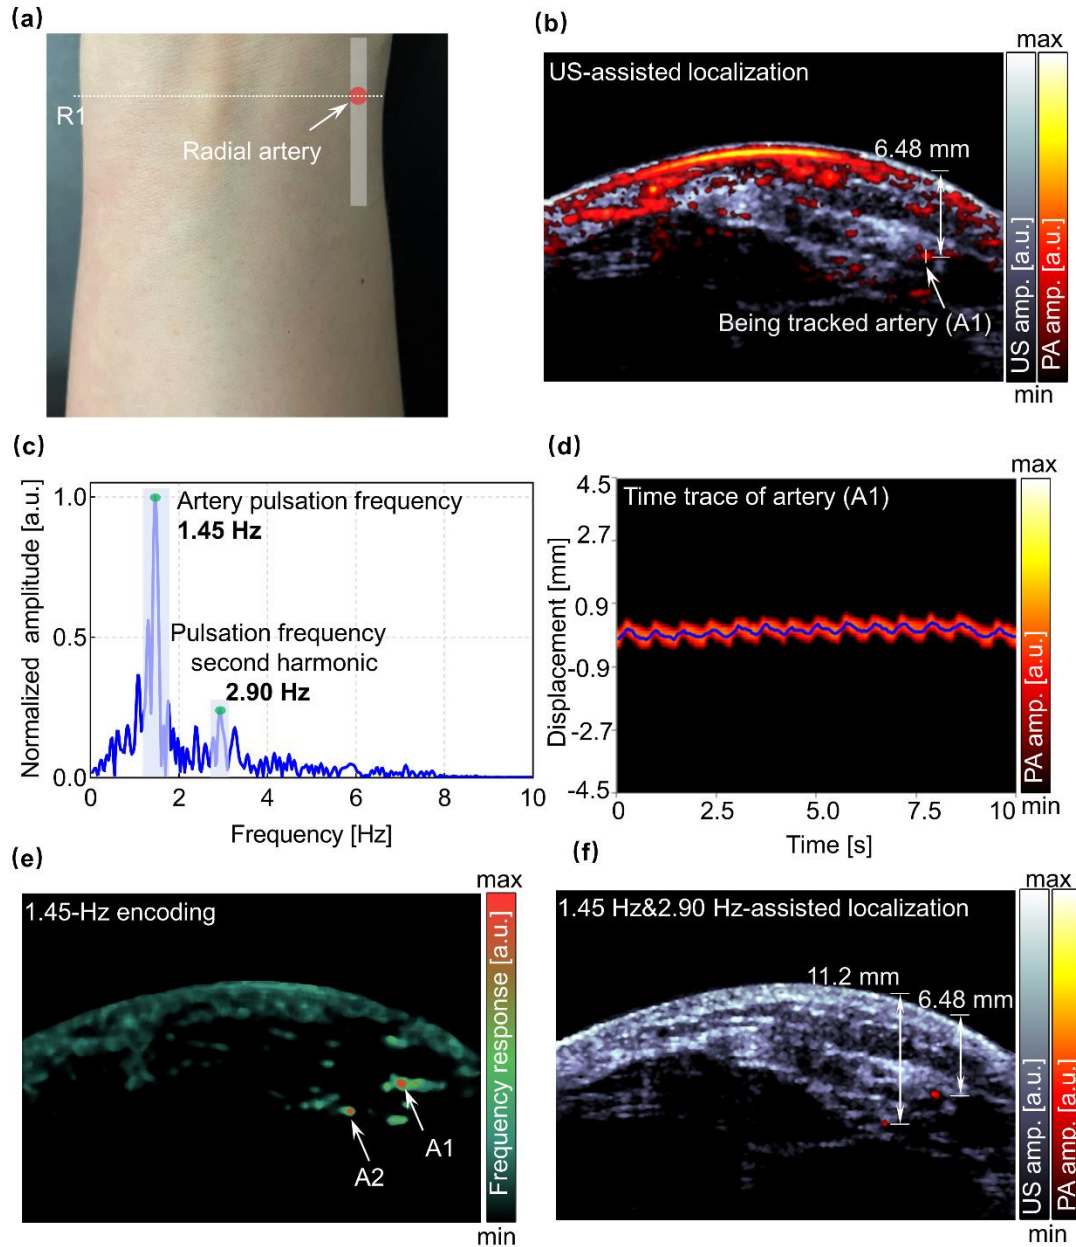 (a)
R1
Radial artery
(b)
US-assisted localization
6.48 mm
Being tracked artery (A1)
max
US amp. [a.u.]
PA amp. [a.u.]
min
(c)
Normalized amplitude [a.u.]
1.0
0.5
0.0
Artery pulsation frequency
1.45 Hz
Pulsation frequency
second harmonic
2.90 Hz
0 2 4 6 8 10
Frequency [Hz]
(d)
Displacement [mm]
4.5
2.7
0.9
-0.9
-2.7
-4.5
Time trace of artery (A1)
0 2.5 5.0 7.5 10
Time [s]
max
PA amp. [a.u.]
min
(e)
1.45-Hz encoding
A1
A2
max
Frequency response [a.u.]
min
(f)
1.45 Hz&2.90 Hz-assisted localization
11.2 mm
6.48 mm
max
US amp. [a.u.]
PA amp. [a.u.]
min